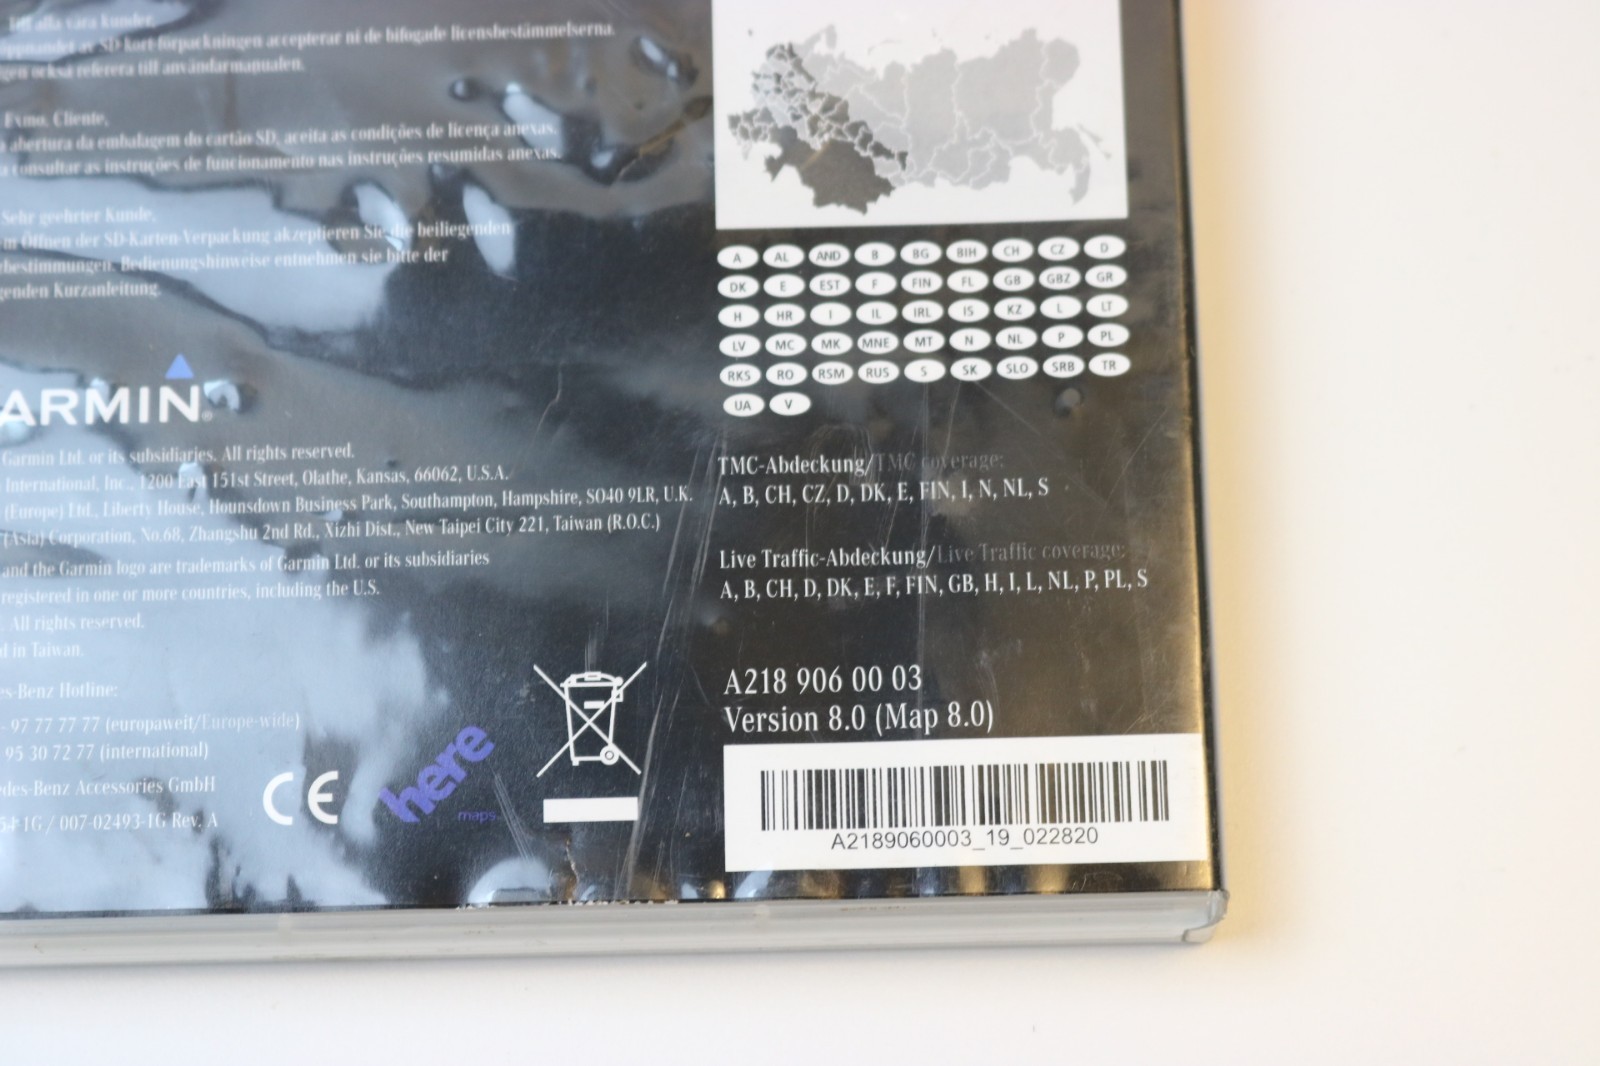 Till alla våra kunder,
av SD-kort-förpackningen accepterar ni de bifogade licensbestämmelserna.
gen också referera till användarmanualen.
Exmo. Cliente,
a abertura da embalagem do cartão SD, aceita as condições de licença anexas.
consultar as instruções de funcionamento nas instruções resumidas anexas.
Sehr geehrter Kunde,
m Öffnen der SD-Karten-Verpackung akzeptieren Sie die beiliegenden
bestimmungen. Bedienungshinweise entnehmen sie bitte der
genden Kurzanleitung.
ARMIN
Garmin Ltd. or its subsidiaries. All rights reserved.
International, Inc., 1200 East 151st Street, Olathe, Kansas, 66062, U.S.A.
(Europe) Ltd., Liberty House, Hounsdown Business Park, Southampton, Hampshire, SO40 9LR, U.K.
(Asia) Corporation, No.68, Zhangshu 2nd Rd., Xizhi Dist., New Taipei City 221, Taiwan (R.O.C.)
and the Garmin logo are trademarks of Garmin Ltd. or its subsidiaries
registered in one or more countries, including the U.S.
All rights reserved.
d in Taiwan.
es-Benz Hotline:
- 97 77 77 77 (europaweit/Europe-wide)
95 30 72 77 (international)
des-Benz Accessories GmbH
54-1G / 007-02493-1G Rev. A
CE
here
maps
A AL AND B BG BIH CH CZ D
DK E EST F FIN FL GB GBZ GR
H HR I IL IRL IS KZ L LT
LV MC MK MNE MT N NL P PL
RKS RO RSM RUS S SK SLO SRB TR
UA V
TMC-Abdeckung/TMC coverage:
A, B, CH, CZ, D, DK, E, FIN, I, N, NL, S
Live Traffic-Abdeckung/Live Traffic coverage:
A, B, CH, D, DK, E, F, FIN, GB, H, I, L, NL, P, PL, S
A218 906 00 03
Version 8.0 (Map 8.0)
A2189060003_19_022820